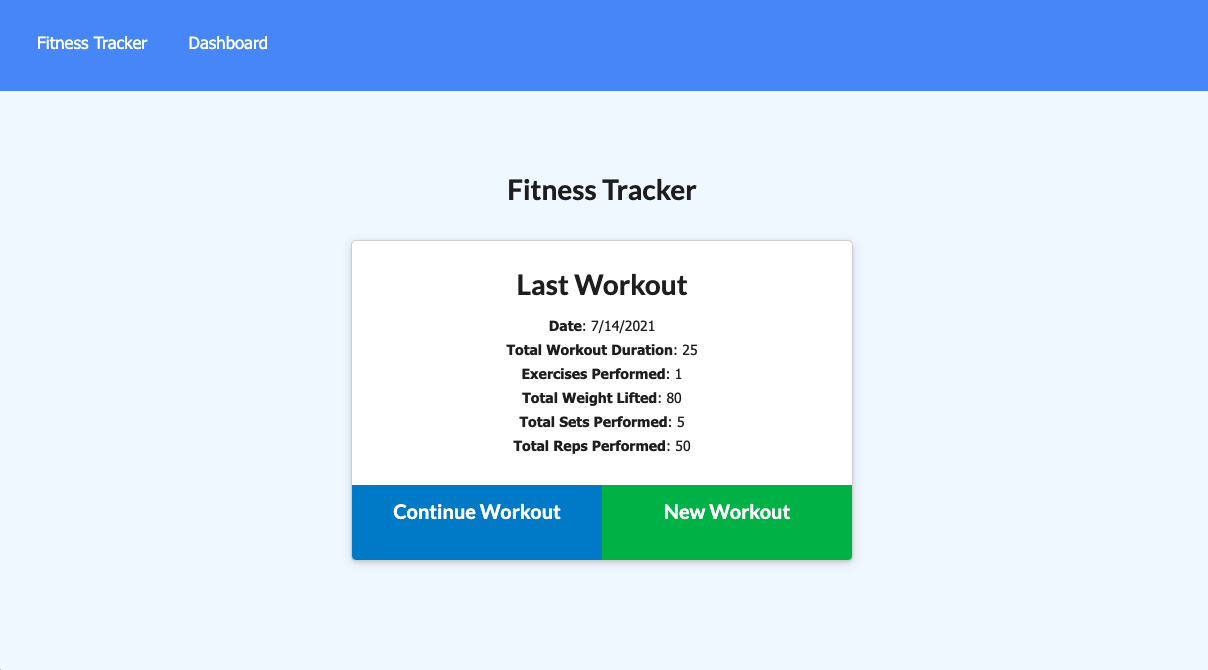 Fitness Tracker Dashboard
Fitness Tracker
Last Workout
Date: 7/14/2021
Total Workout Duration: 25
Exercises Performed: 1
Total Weight Lifted: 80
Total Sets Performed: 5
Total Reps Performed: 50
Continue Workout New Workout